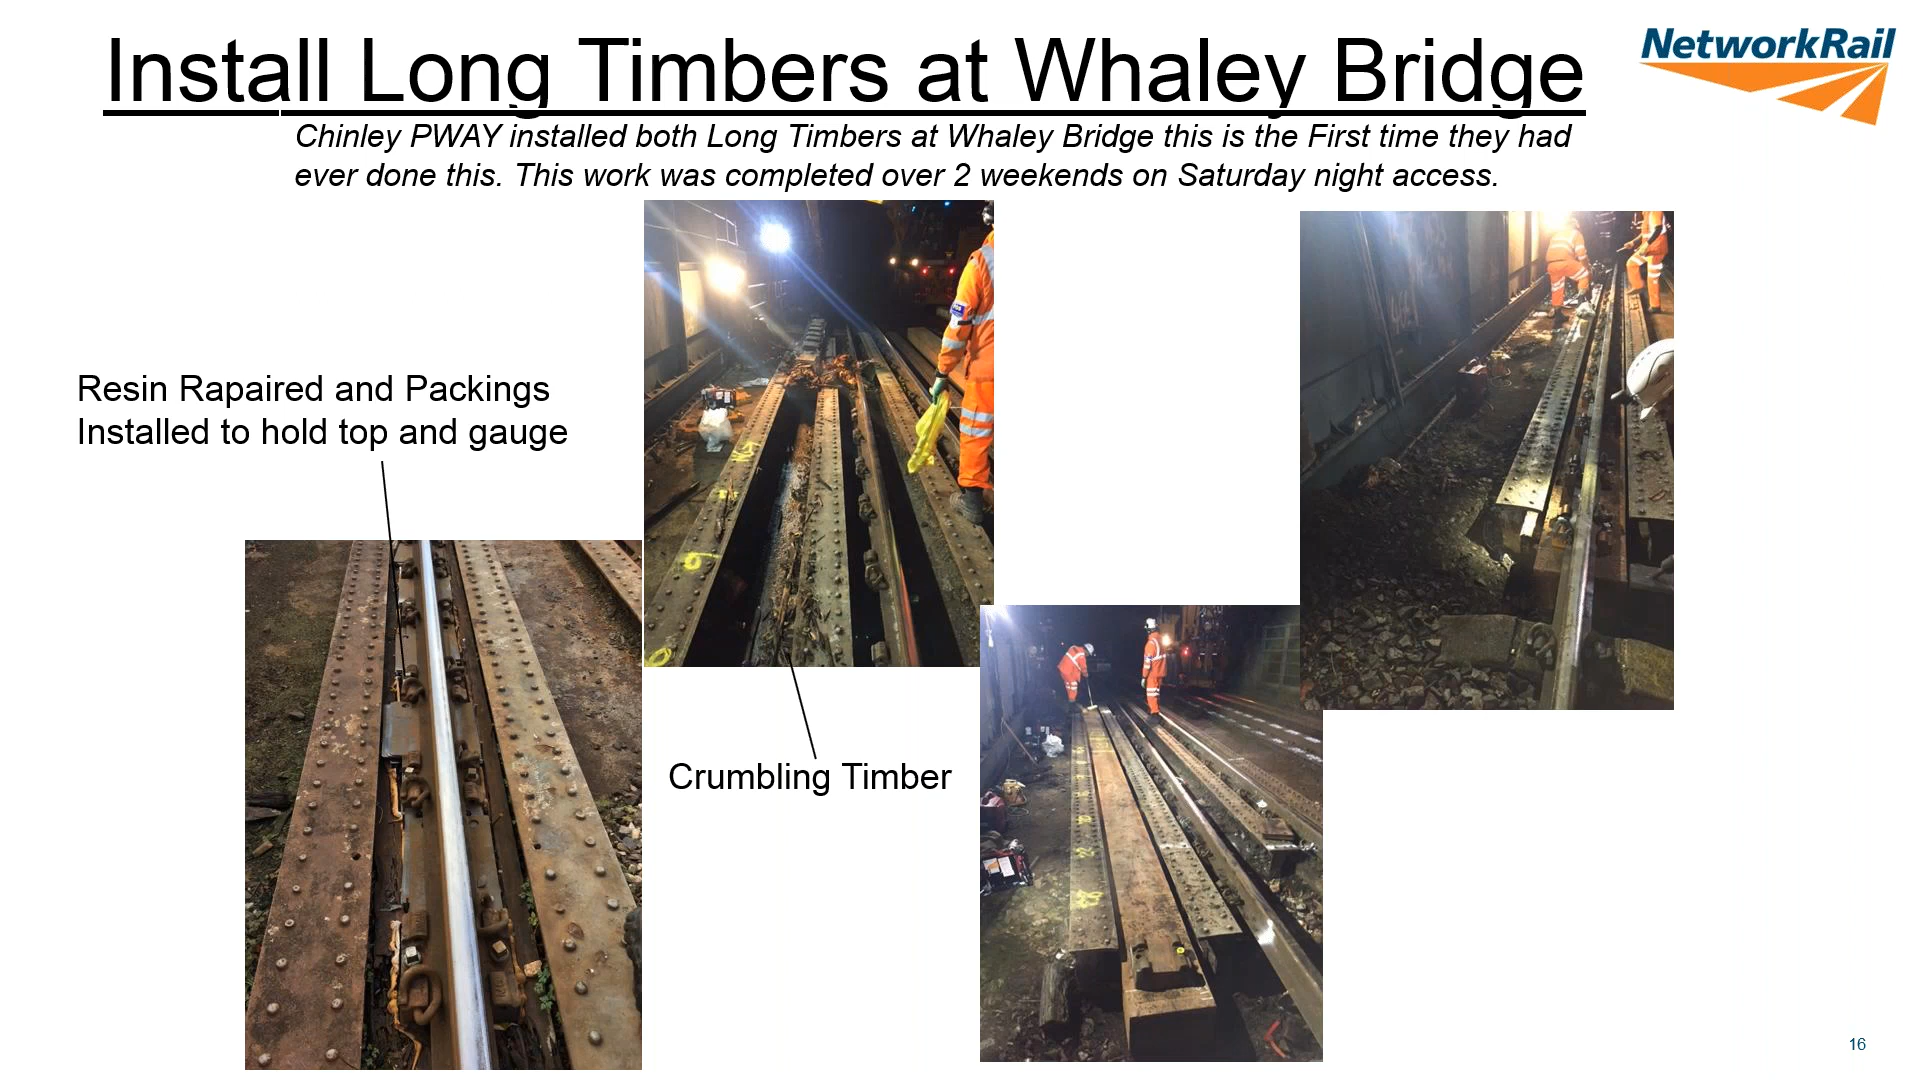 Install Long Timbers at Whaley Bridge
NetworkRail
Chinley PWAY installed both Long Timbers at Whaley Bridge this is the First time they had
ever done this. This work was completed over 2 weekends on Saturday night access.
Resin Rapaired and Packings
Installed to hold top and gauge
Crumbling Timber
16